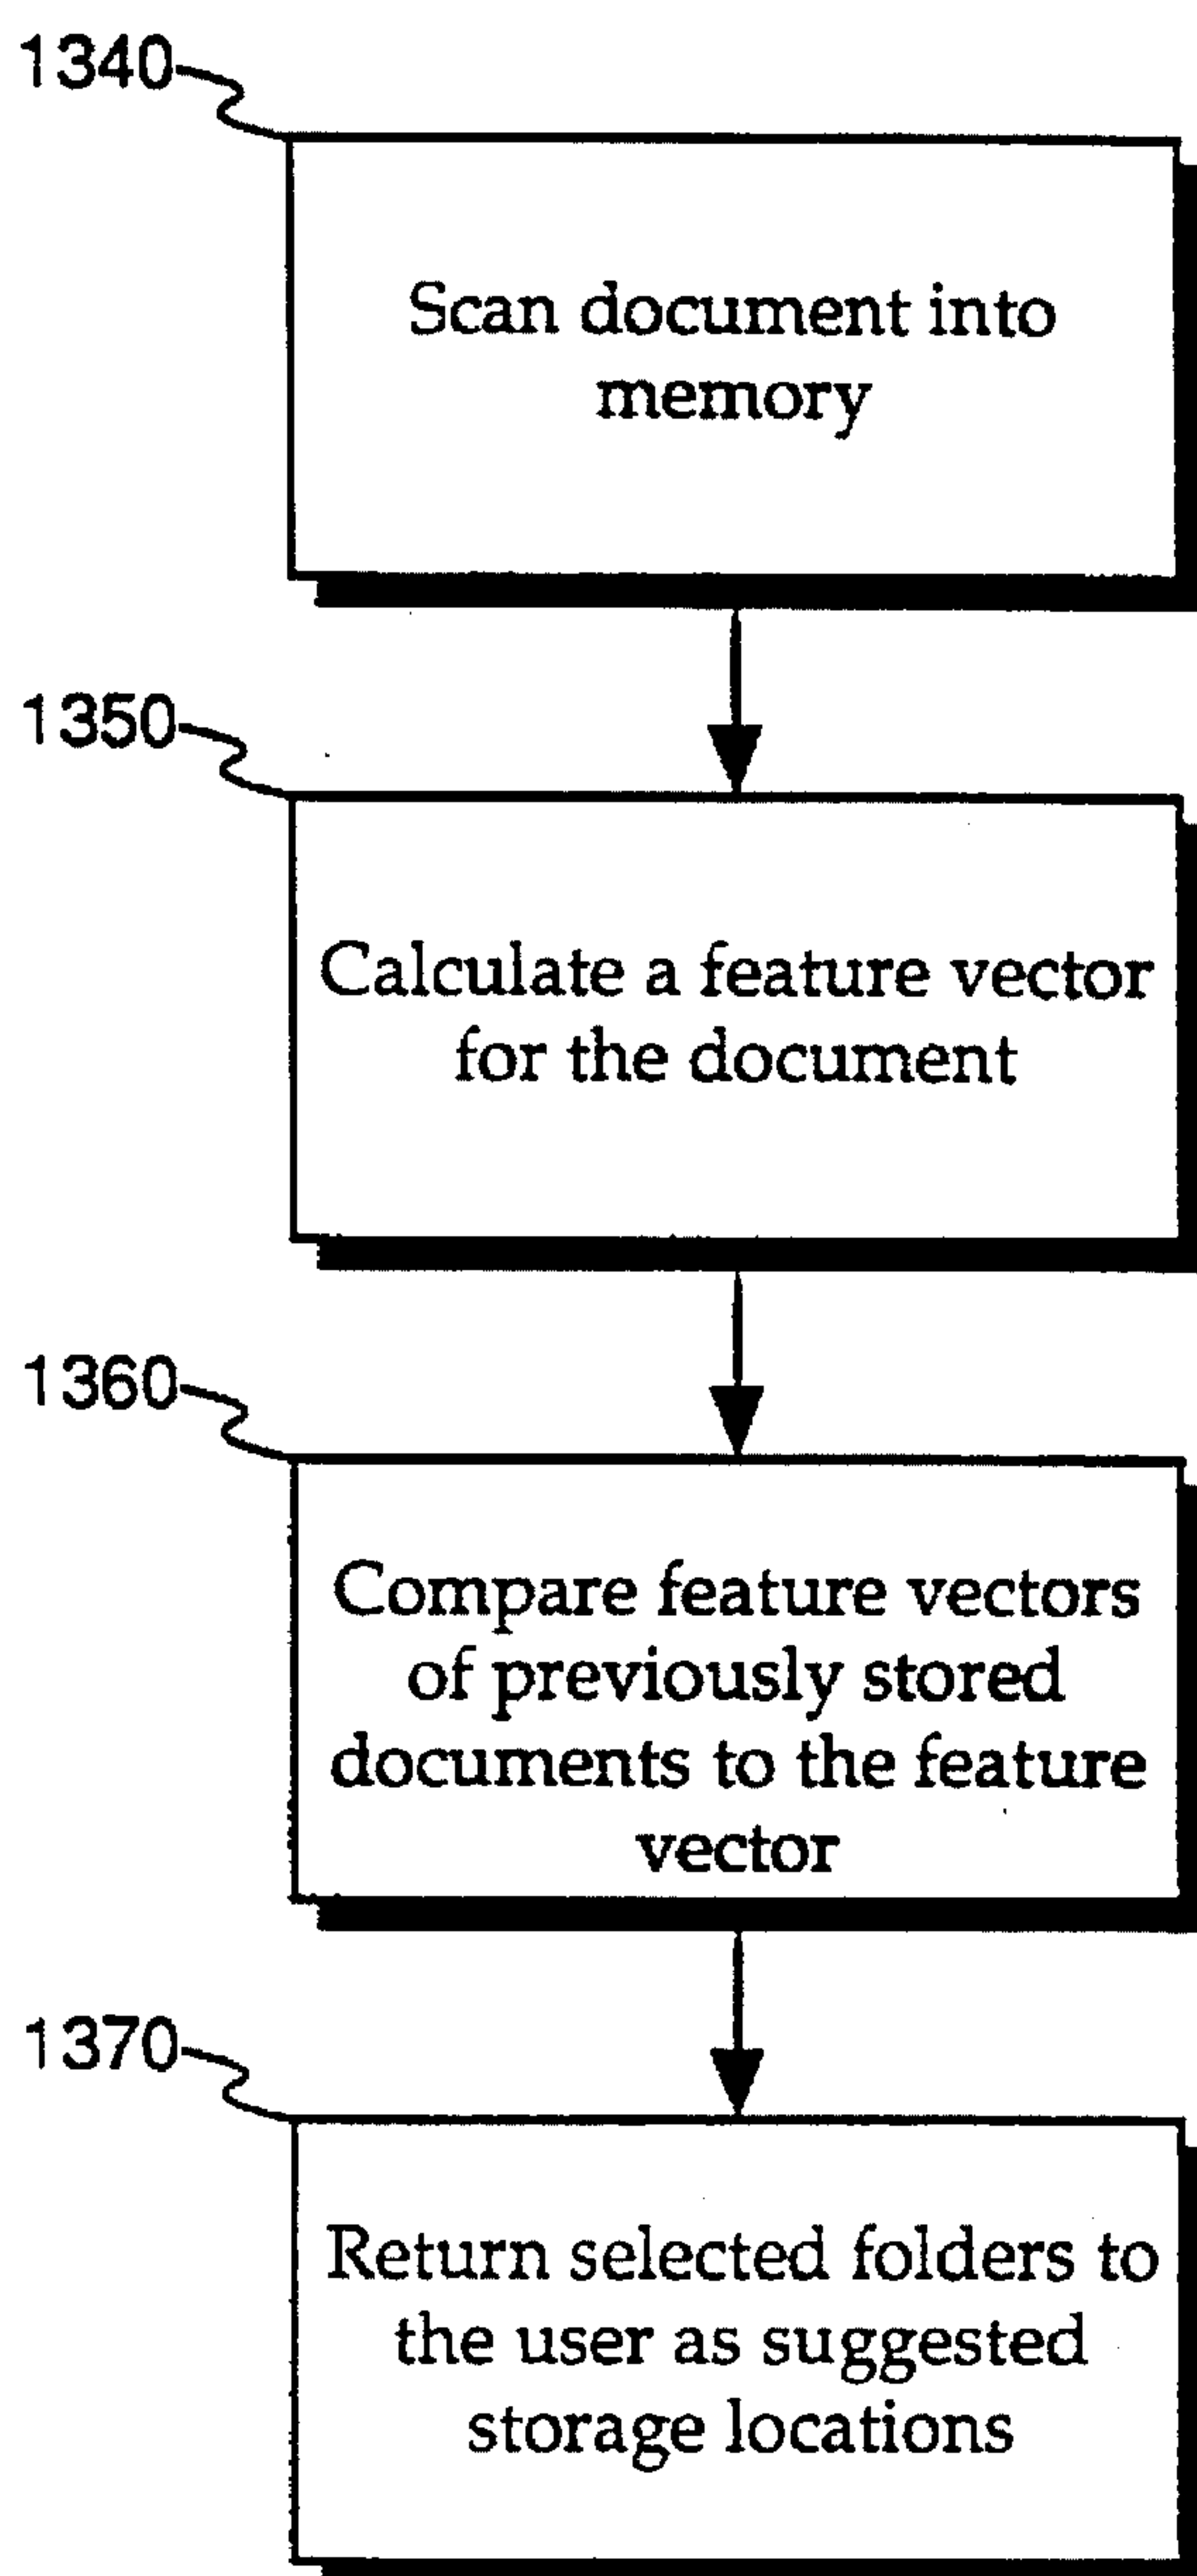 1340
Scan document into
memory
1350
Calculate a feature vector
for the document
1360
Compare feature vectors
of previously stored
documents to the feature
vector
1370
Return selected folders to
the user as suggested
storage locations